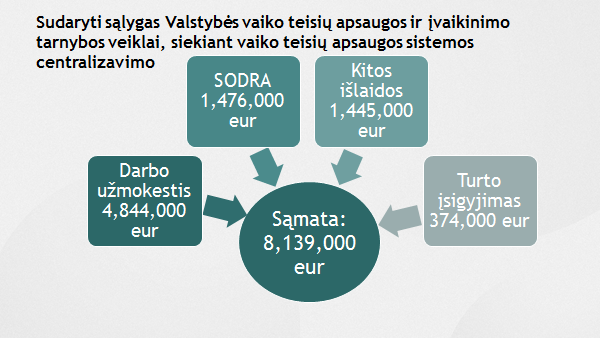 Sudaryti sąlygas Valstybės vaiko teisių apsaugos ir įvaikinimo
tarnybos veiklai, siekiant vaiko teisių apsaugos sistemos
centralizavimo
SODRA
1,476,000
eur
Kitos
išlaidos
1,445,000
eur
Darbo
užmokestis
4,844,000
eur
Turto
įsigyjimas
374,000 eur
Sąmata:
8,139,000
eur